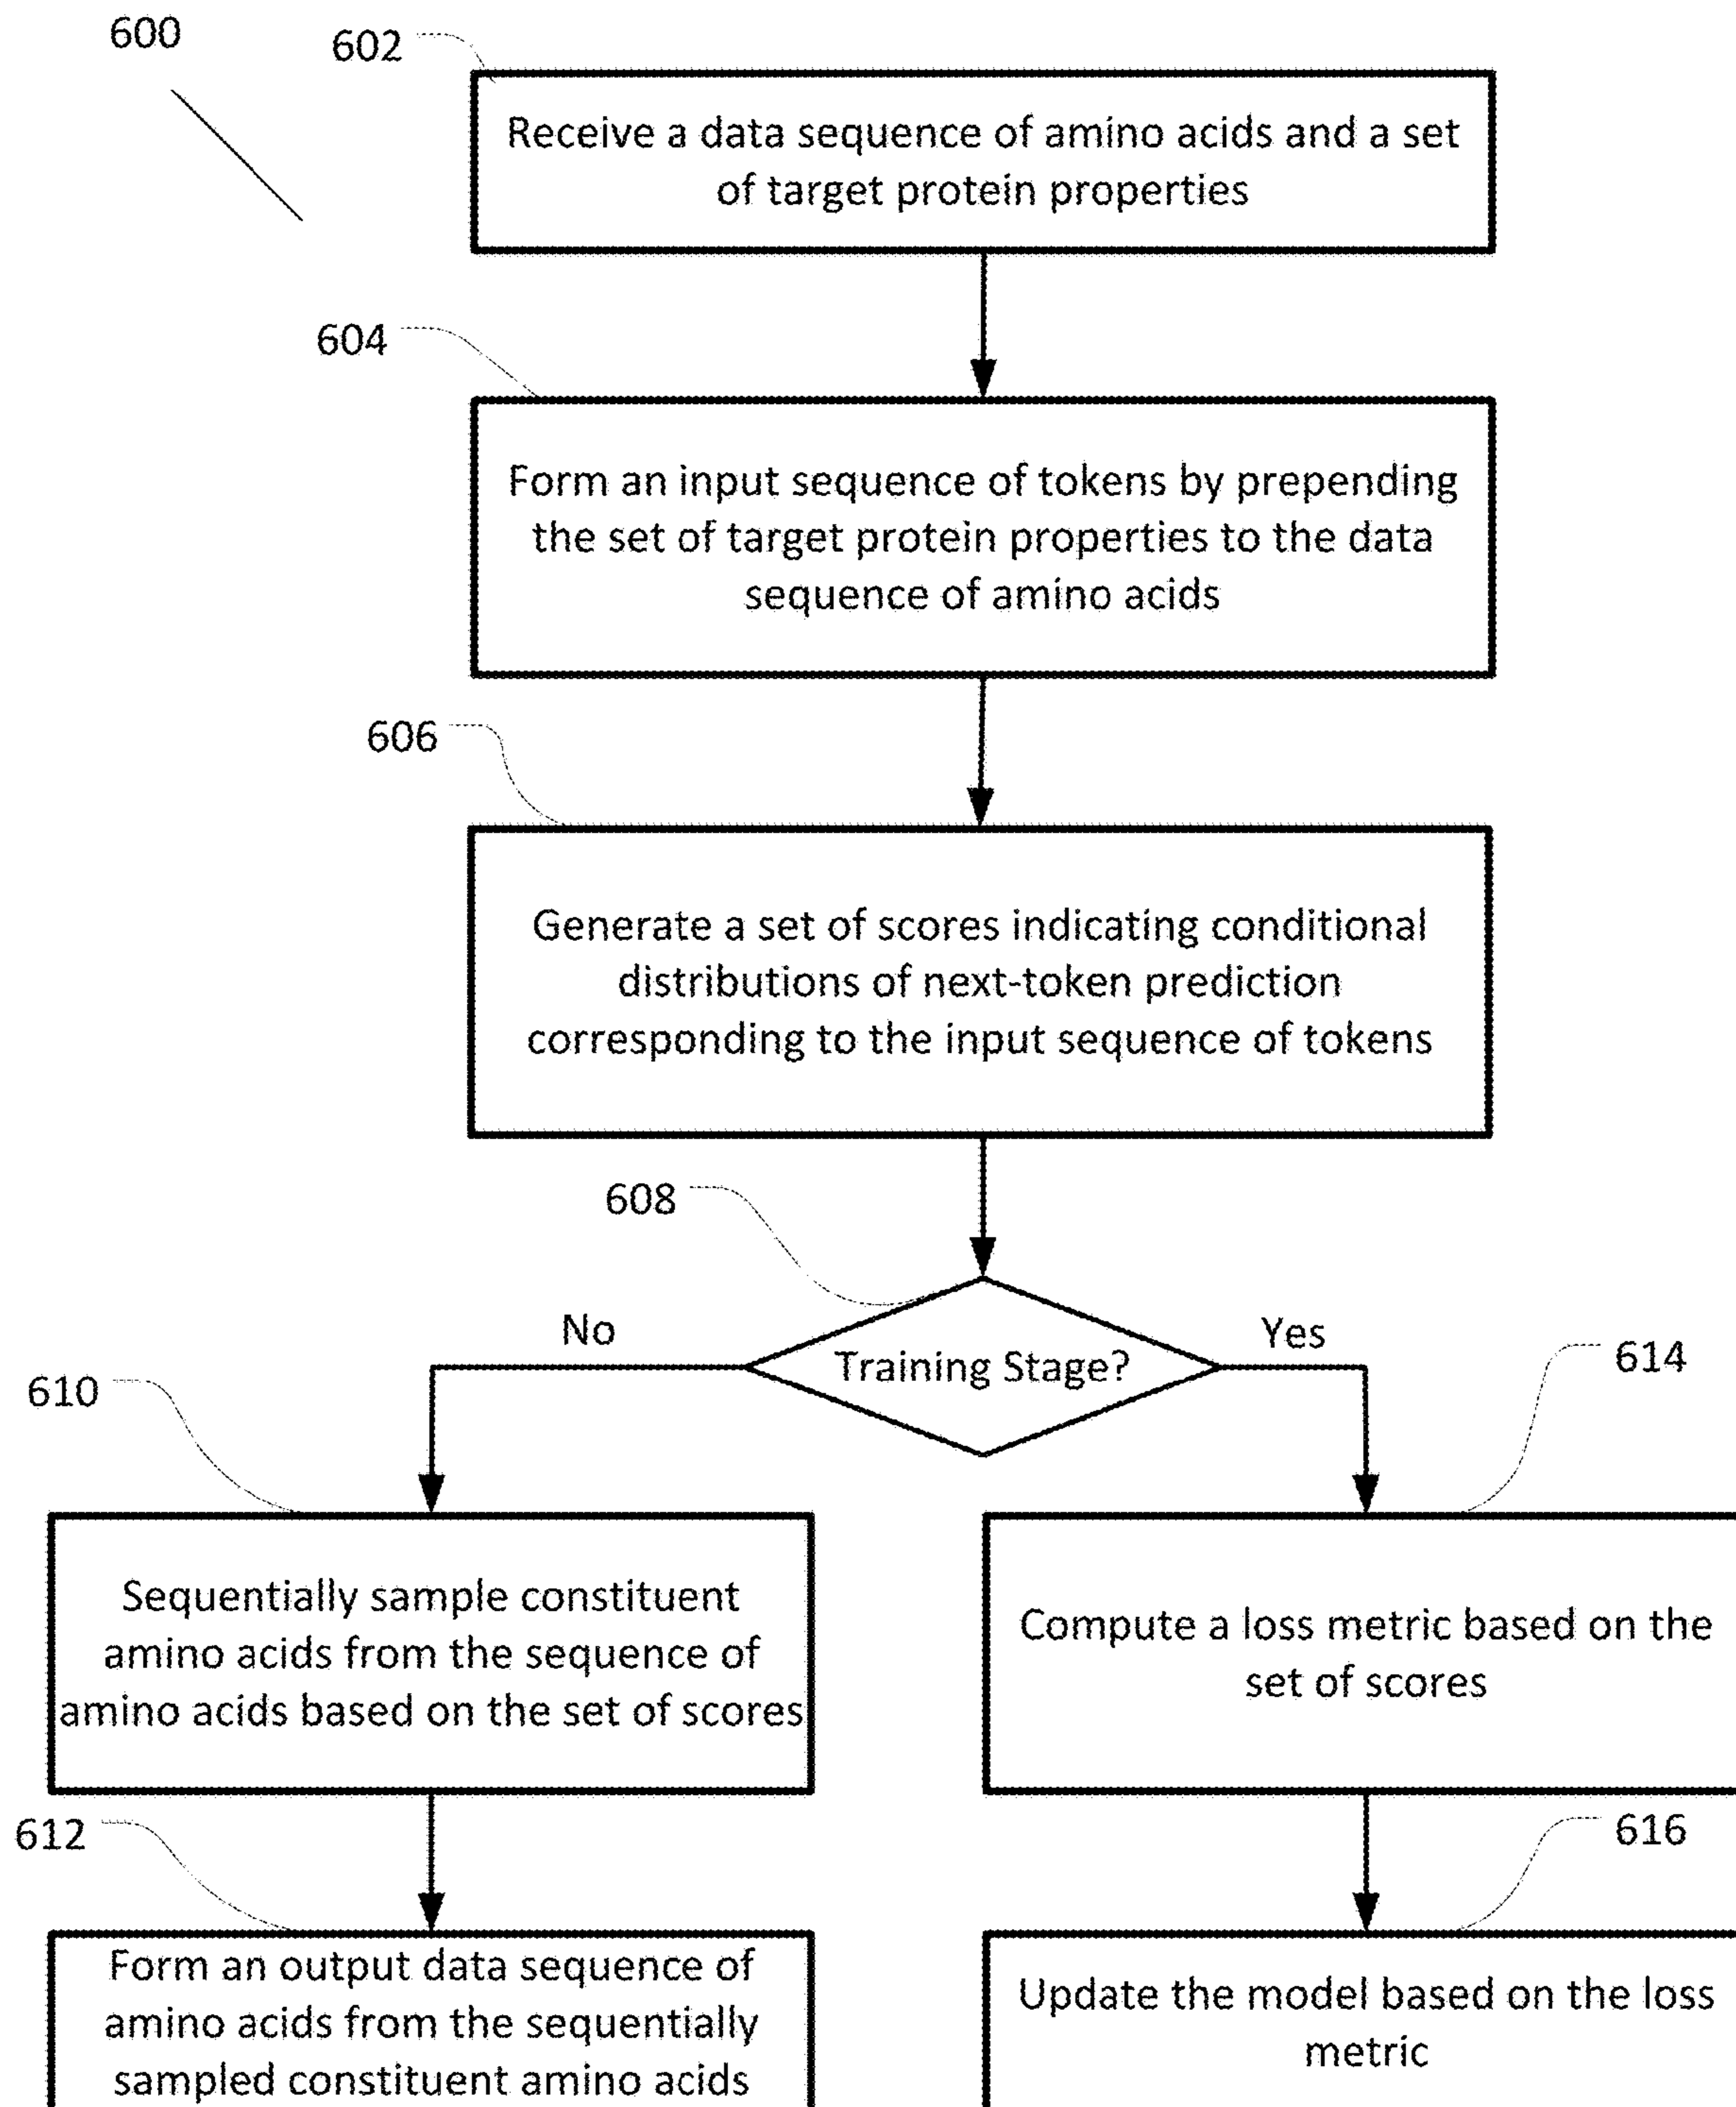 600
602
Receive a data sequence of amino acids and a set
of target protein properties
604
Form an input sequence of tokens by prepending
the set of target protein properties to the data
sequence of amino acids
606
Generate a set of scores indicating conditional
distributions of next-token prediction
corresponding to the input sequence of tokens
608
Training Stage?
No
Yes
610
Sequentially sample constituent
amino acids from the sequence of
amino acids based on the set of scores
614
Compute a loss metric based on the
set of scores
612
Form an output data sequence of
amino acids from the sequentially
sampled constituent amino acids
616
Update the model based on the loss
metric